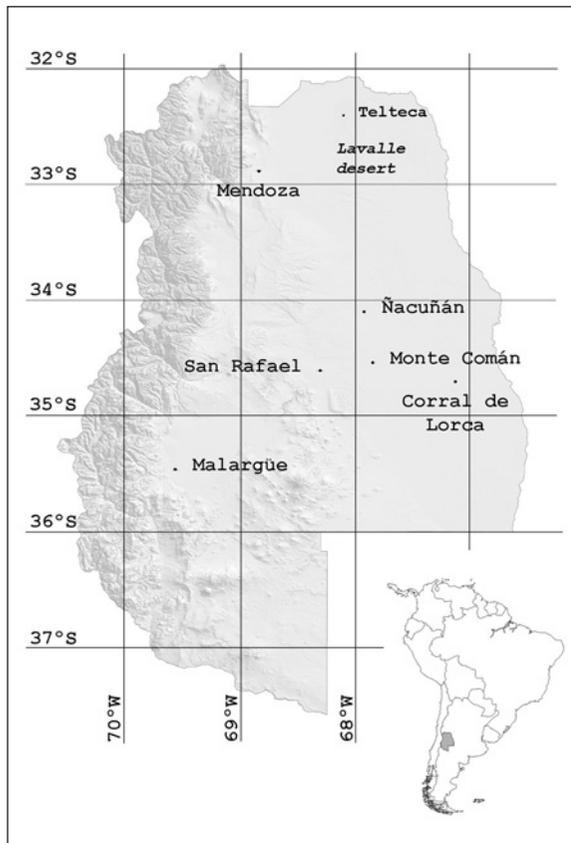 32°S
Telteca
Lavalle
desert
33°S
Mendoza
34°S
Ñacuñán
San Rafael
Monte Comán
35°S
Corral de
Lorca
Malargüe
36°S
37°S
70°W
69°W
68°W